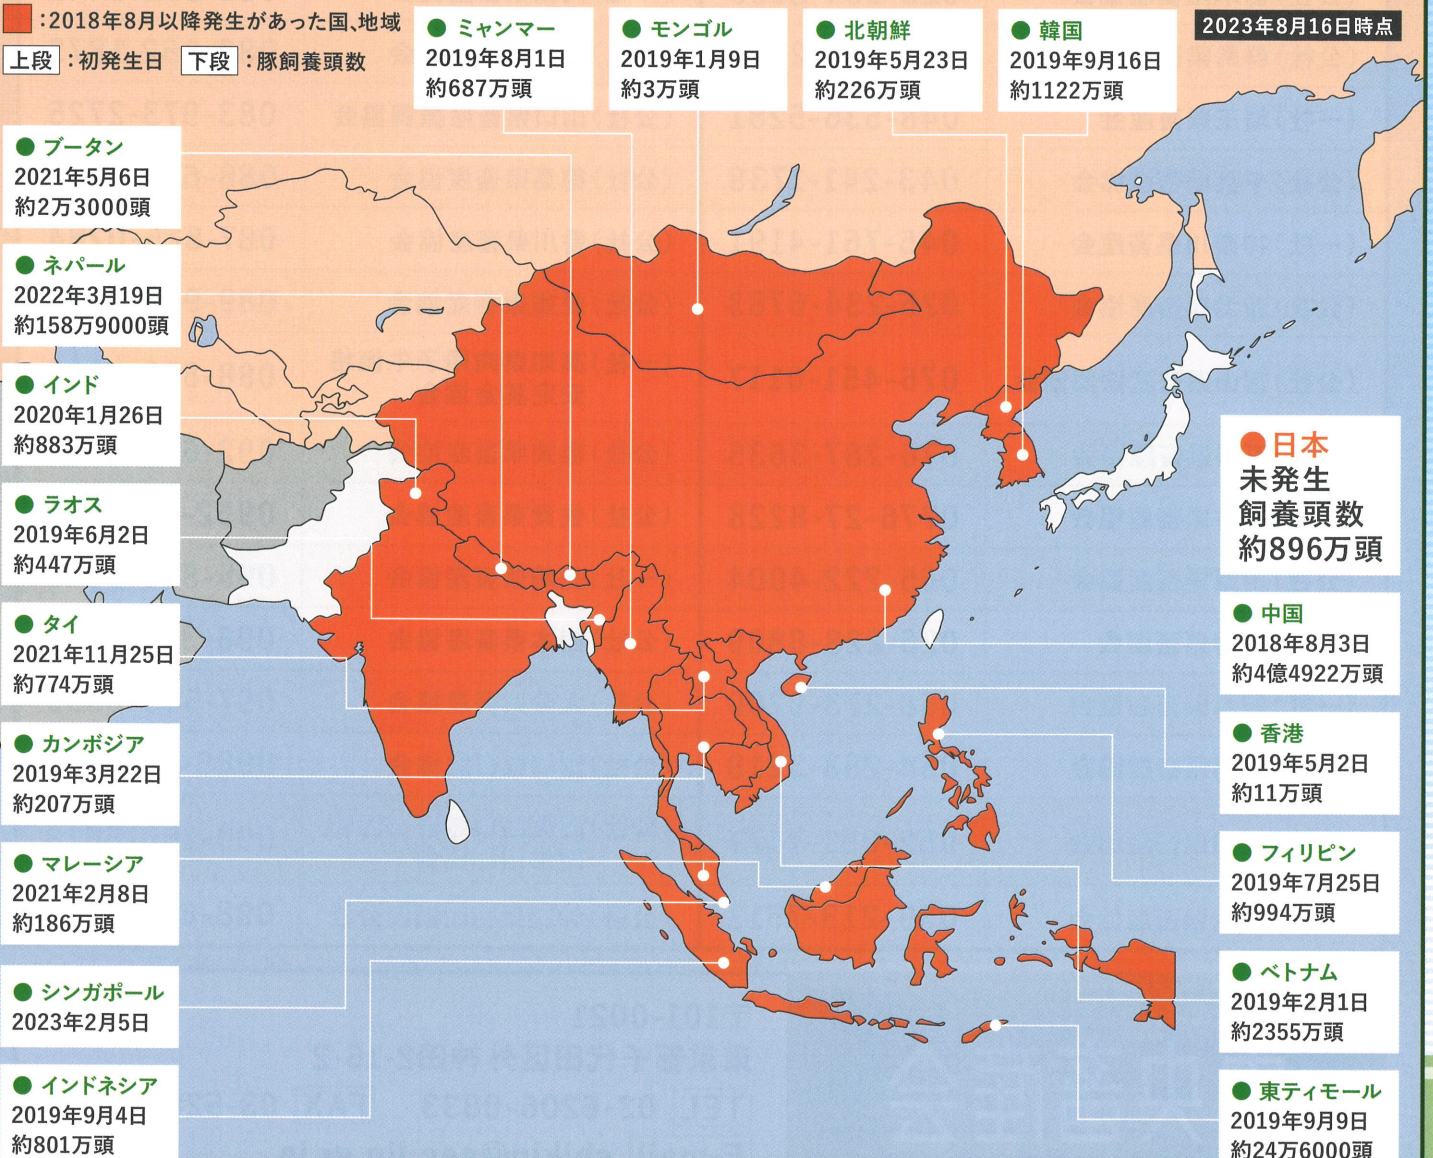 :2018年8月以降発生があった国、地域
上段:初発生日 下段:豚飼養頭数
2023年8月16日時点
ミャンマー
2019年8月1日
約687万頭
モンゴル
2019年1月9日
約3万頭
北朝鮮
2019年5月23日
約226万頭
韓国
2019年9月16日
約1122万頭
ブータン
2021年5月6日
約2万3000頭
ネパール
2022年3月19日
約158万9000頭
インド
2020年1月26日
約883万頭
ラオス
2019年6月2日
約447万頭
タイ
2021年11月25日
約774万頭
カンボジア
2019年3月22日
約207万頭
マレーシア
2021年2月8日
約186万頭
シンガポール
2023年2月5日
インドネシア
2019年9月4日
約801万頭
日本
未発生
飼養頭数
約896万頭
中国
2018年8月3日
約4億4922万頭
香港
2019年5月2日
約11万頭
フィリピン
2019年7月25日
約994万頭
ベトナム
2019年2月1日
約2355万頭
東ティモール
2019年9月9日
約24万6000頭